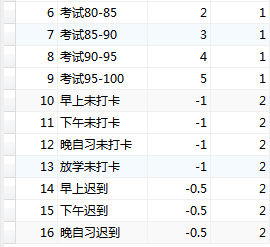 6 考试80-85 2 1
7 考试85-90 3 1
8 考试90-95 4 1
9 考试95-100 5 1
10 早上未打卡 -1 2
11 下午未打卡 -1 2
12 晚自习未打卡 -1 2
13 放学未打卡 -1 2
14 早上迟到 -0.5 2
15 下午迟到 -0.5 2
16 晚自习迟到 -0.5 2